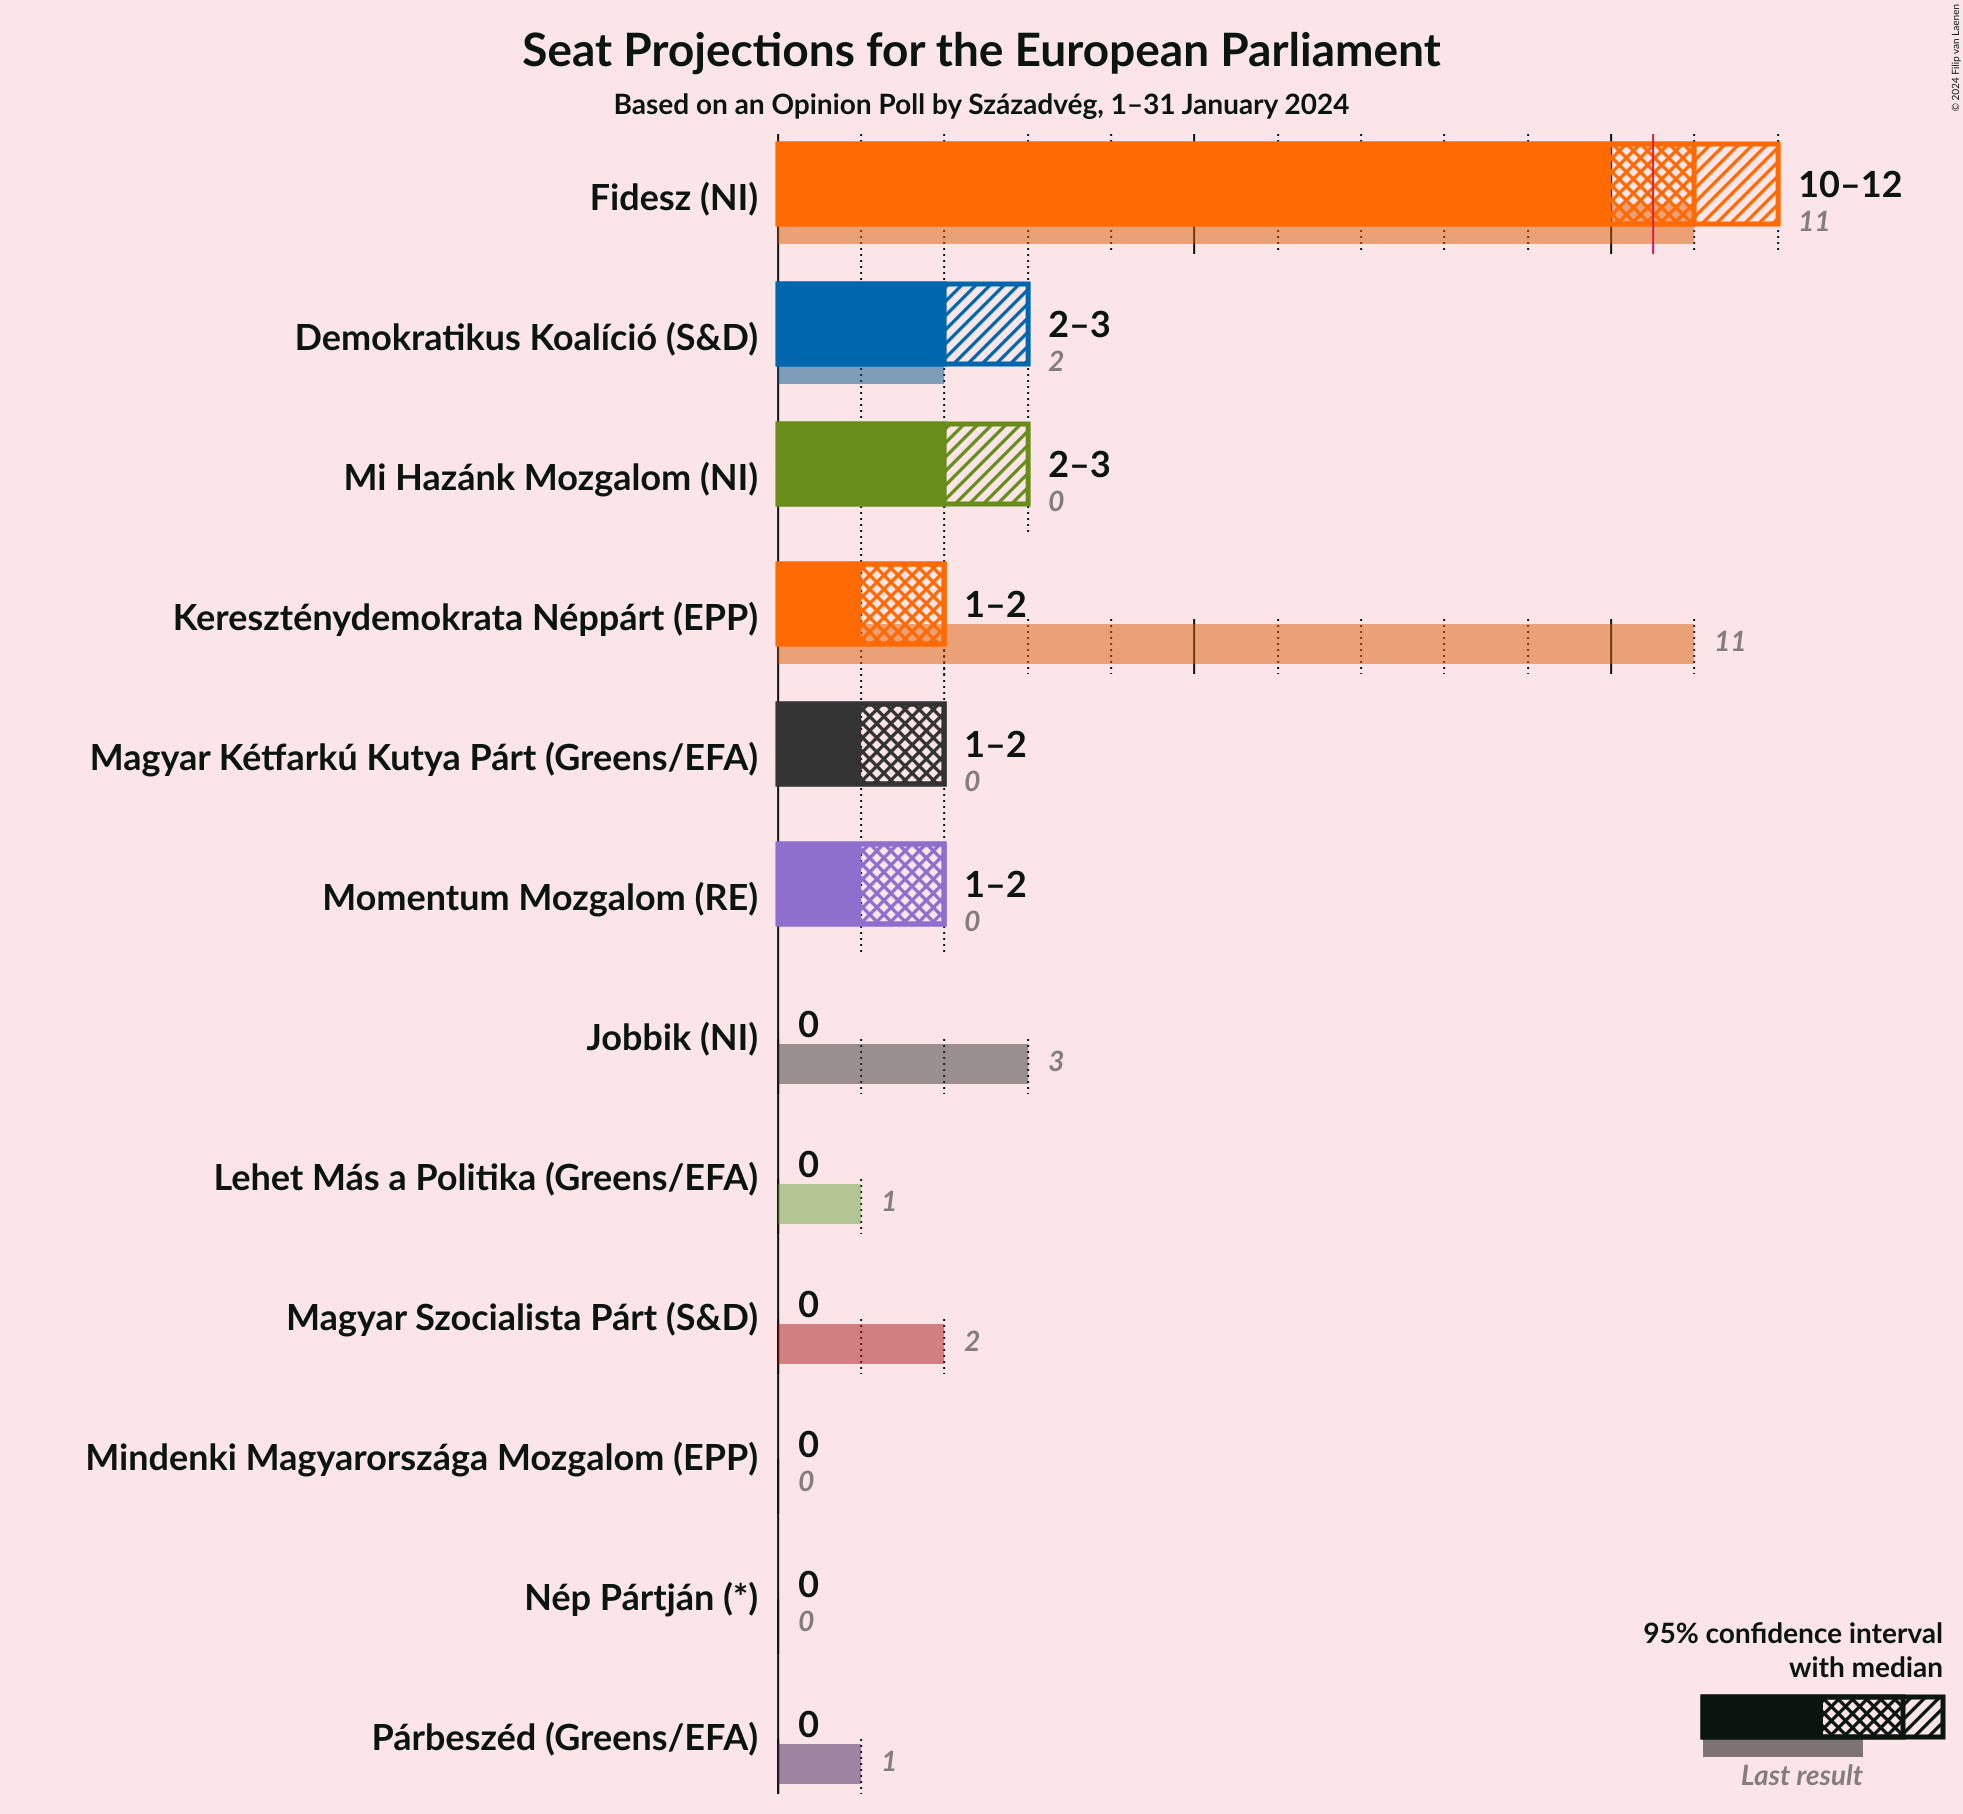 Seat Projections for the European Parliament
Based on an Opinion Poll by Századvég, 1–31 January 2024
© 2024 Filip van Laenen
Fidesz (NI)
10–12
11
Demokratikus Koalíció (S&D)
2–3
2
Mi Hazánk Mozgalom (NI)
2–3
0
Kereszténydemokrata Néppárt (EPP)
1–2
11
Magyar Kétfarkú Kutya Párt (Greens/EFA)
1–2
0
Momentum Mozgalom (RE)
1–2
0
Jobbik (NI)
0
3
Lehet Más a Politika (Greens/EFA)
0
1
Magyar Szocialista Párt (S&D)
0
2
Mindenki Magyarországa Mozgalom (EPP)
0
0
Nép Pártján (*)
0
0
Párbeszéd (Greens/EFA)
0
1
95% confidence interval
with median
Last result